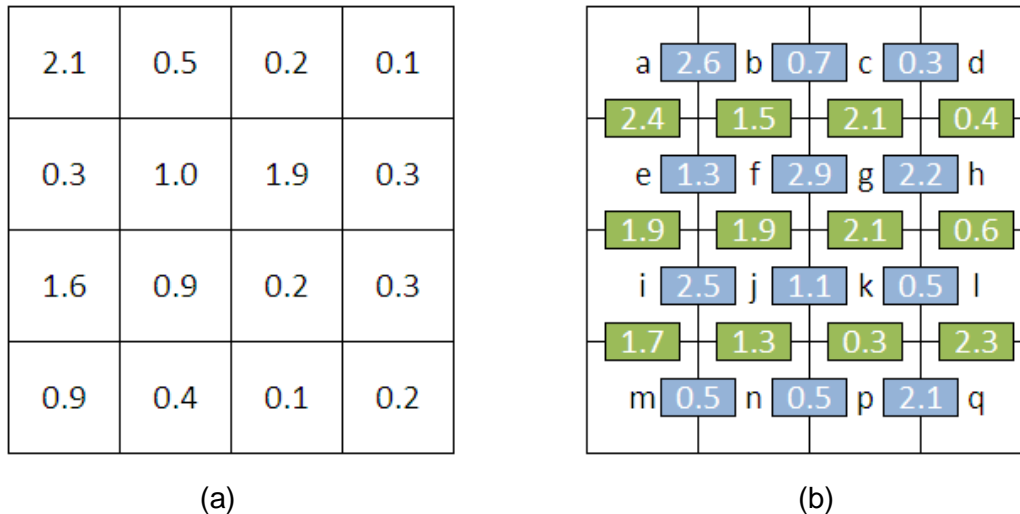 2.1 0.5 0.2 0.1
0.3 1.0 1.9 0.3
1.6 0.9 0.2 0.3
0.9 0.4 0.1 0.2
(a)
a 2.6 b 0.7 c 0.3 d
2.4 1.5 2.1 0.4
e 1.3 f 2.9 g 2.2 h
1.9 1.9 2.1 0.6
i 2.5 j 1.1 k 0.5 l
1.7 1.3 0.3 2.3
m 0.5 n 0.5 p 2.1 q
(b)